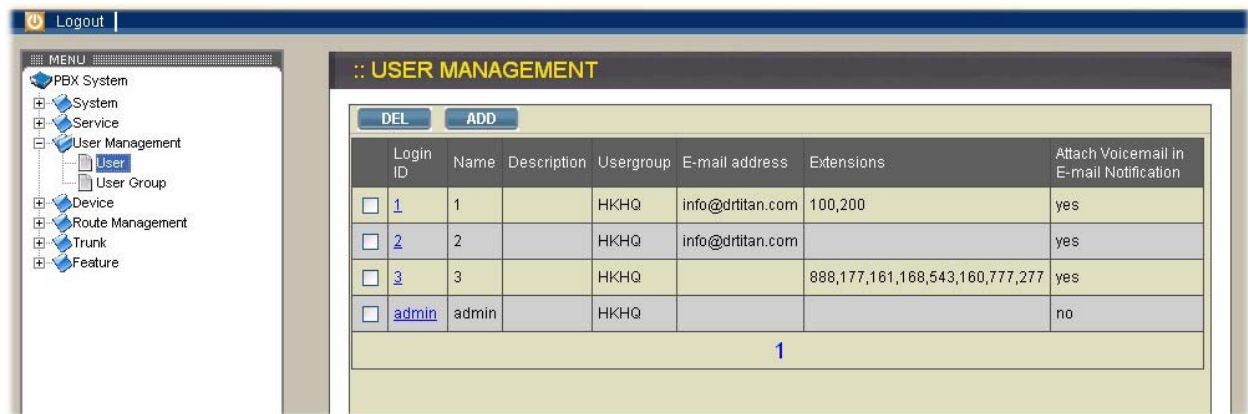 Logout
MENU
PBX System
System
Service
User Management
User
User Group
Device
Route Management
Trunk
Feature
:: USER MANAGEMENT
DEL ADD
Login ID Name Description Usergroup E-mail address Extensions Attach Voicemail in E-mail Notification
1 1 HKHQ info@drtitan.com 100,200 yes
2 2 HKHQ info@drtitan.com yes
3 3 HKHQ 888,177,161,168,543,160,777,277 yes
admin admin HKHQ no
1